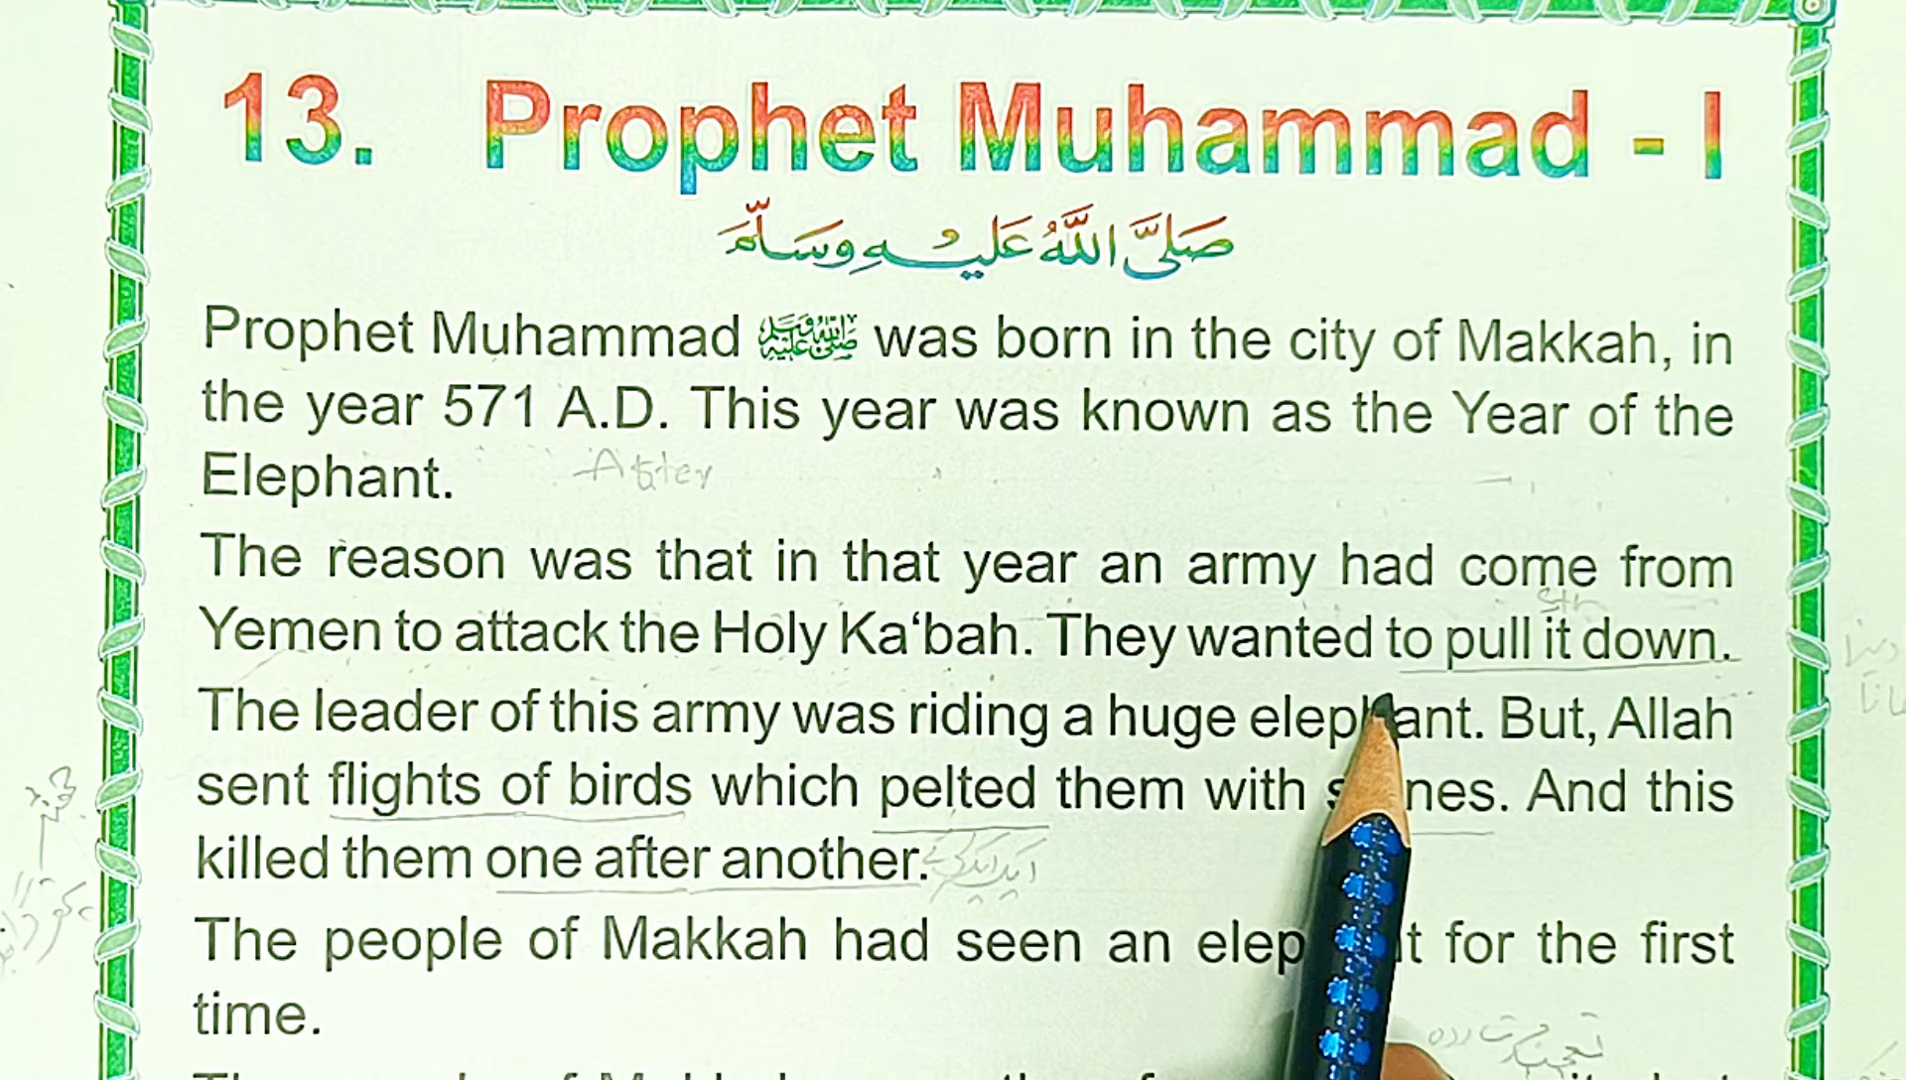 13. Prophet Muhammad - I
صَلَّى اللَّهُ عَلَيْهِ وَسَلَّمَ
Prophet Muhammad ﷺ was born in the city of Makkah, in
the year 571 A.D. This year was known as the Year of the
Elephant.
After
The reason was that in that year an army had come from
Yemen to attack the Holy Ka‘bah. They wanted to pull it down.
The leader of this army was riding a huge elephant. But, Allah
sent flights of birds which pelted them with stones. And this
killed them one after another.
The people of Makkah had seen an elephant for the first
time.